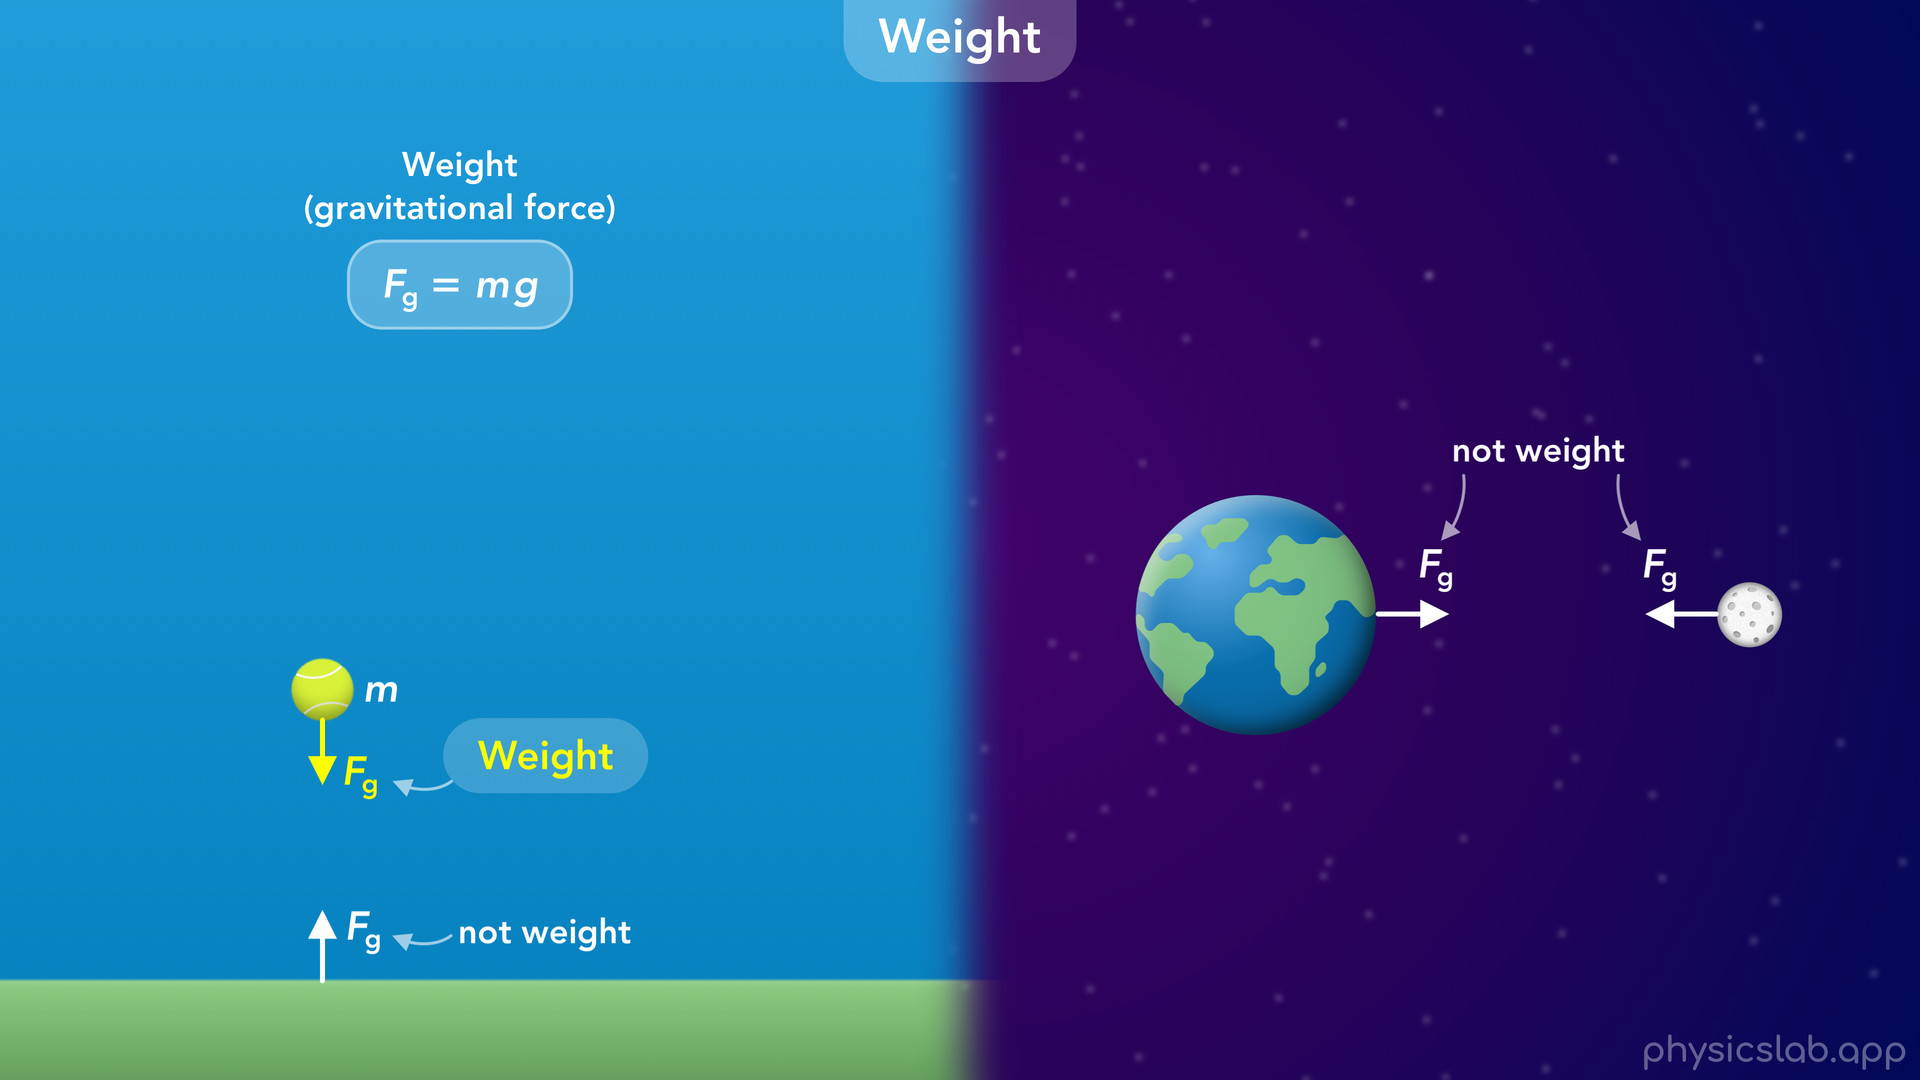 Weight
Weight
(gravitational force)
Fg = mg
m
Fg
Weight
Fg
not weight
not weight
Fg
Fg
physicslab.app